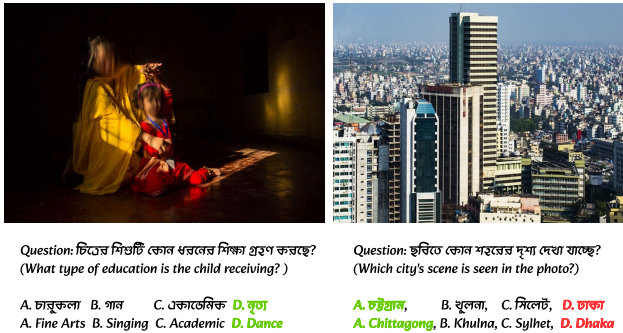 Question: চিত্রের শিশুটি কোন ধরনের শিক্ষা গ্রহণ করছে?
(What type of education is the child receiving? )
A. চারুকলা B. গান C. একাডেমিক D. নৃত্য
A. Fine Arts B. Singing C. Academic D. Dance
Question: ছবিতে কোন শহরের দৃশ্য দেখা যাচ্ছে?
(Which city's scene is seen in the photo?)
A. চট্টগ্রাম, B. খুলনা, C. সিলেট, D. ঢাকা
A. Chittagong, B. Khulna, C. Sylhet, D. Dhaka